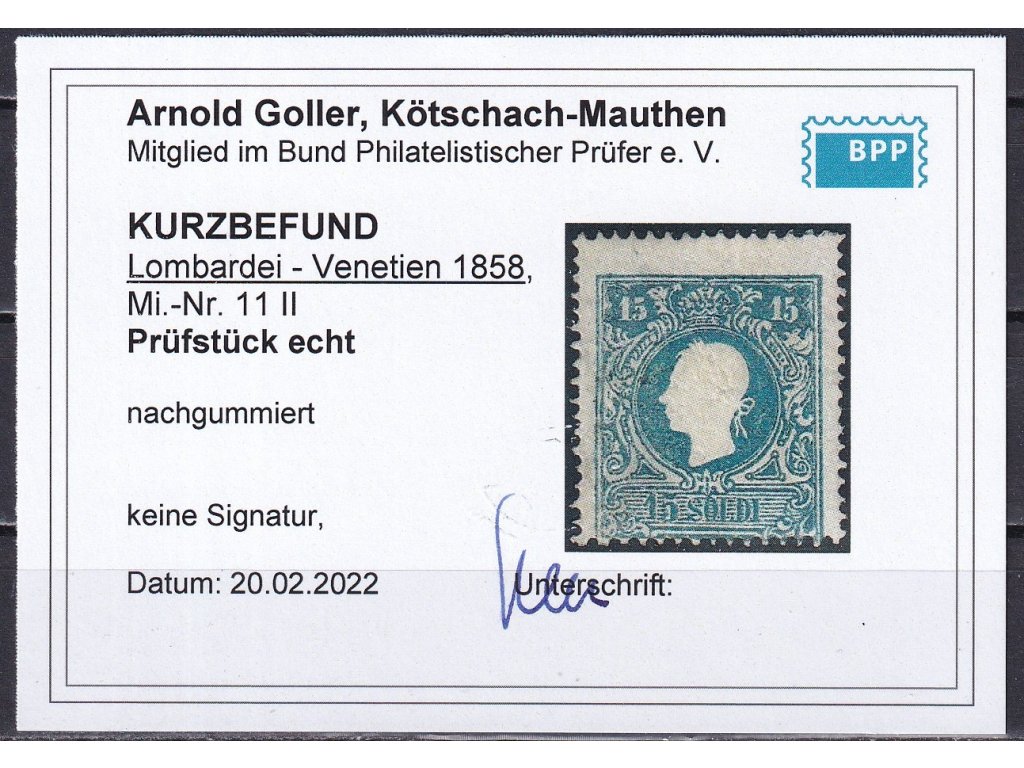 Arnold Goller, Kötschach-Mauthen
Mitglied im Bund Philatelistischer Prüfer e. V.
BPP
KURZBEFUND
Lombardei - Venetien 1858,
Mi.-Nr. 11 II
Prüfstück echt
nachgummiert
keine Signatur,
Datum: 20.02.2022
Unterschrift:
15 15
15 SOLDI